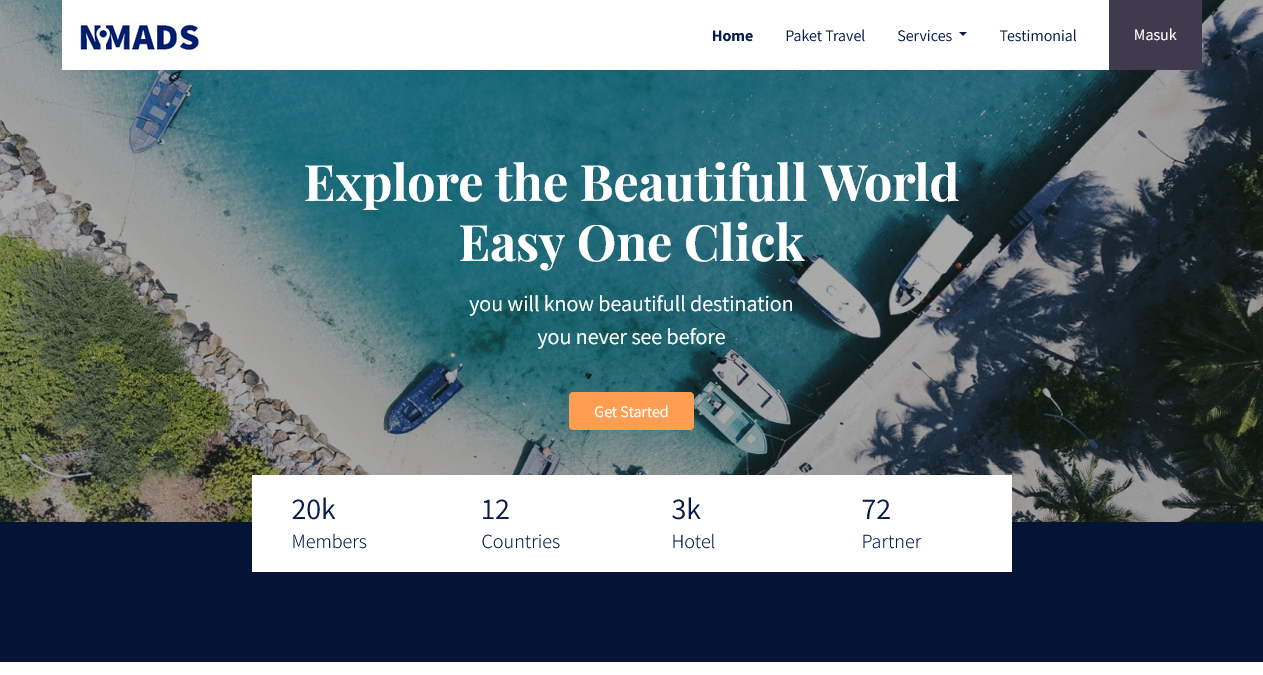 NOMADS
Home Paket Travel Services Testimonial Masuk
Explore the Beautifull World
Easy One Click
you will know beautifull destination
you never see before
Get Started
20k 12 3k 72
Members Countries Hotel Partner